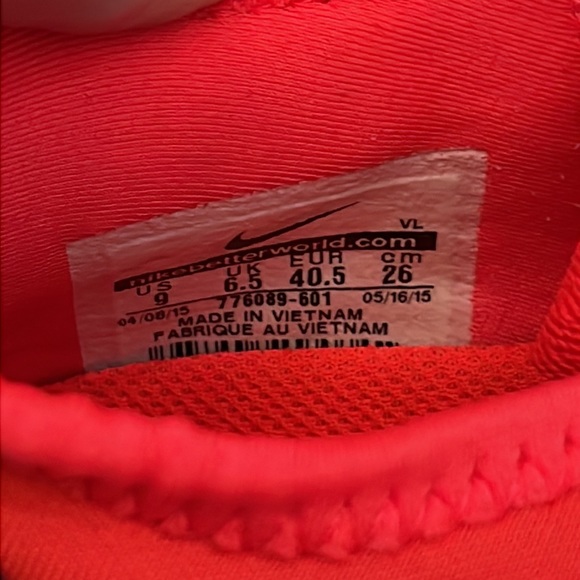 VL
nikebetterworld.com
US UK EUR cm
9 6.5 40.5 26
04/08/15 776089-601 05/16/15
MADE IN VIETNAM
FABRIQUE AU VIETNAM